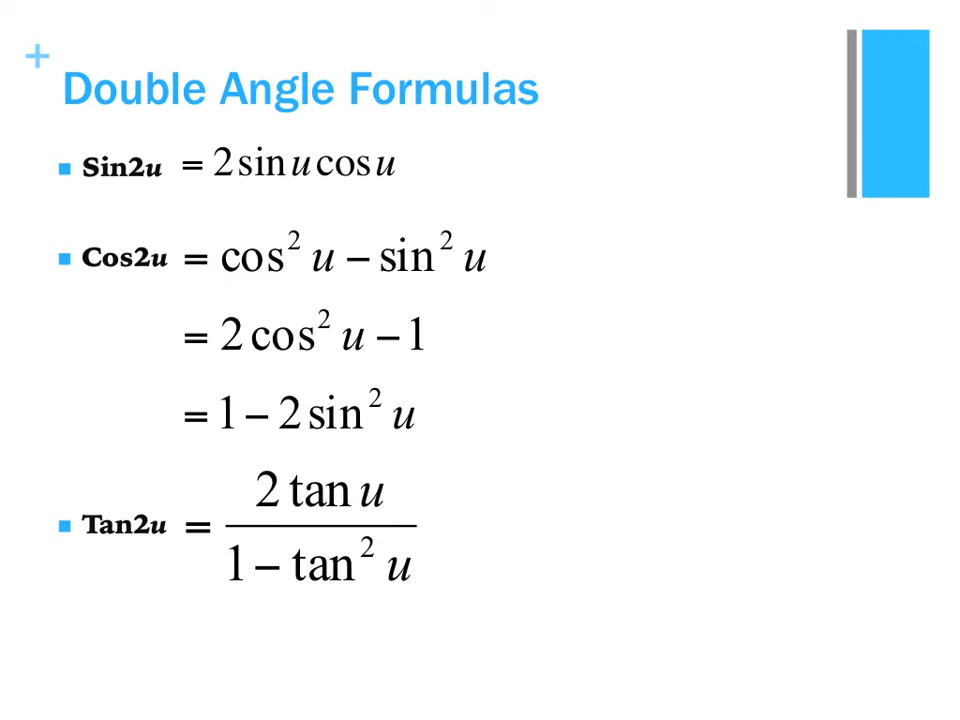 +
Double Angle Formulas
Sin2u = 2 sin u cos u
Cos2u = cos² u − sin² u
= 2 cos² u − 1
= 1 − 2 sin² u
2 tan u
Tan2u =
1 − tan² u